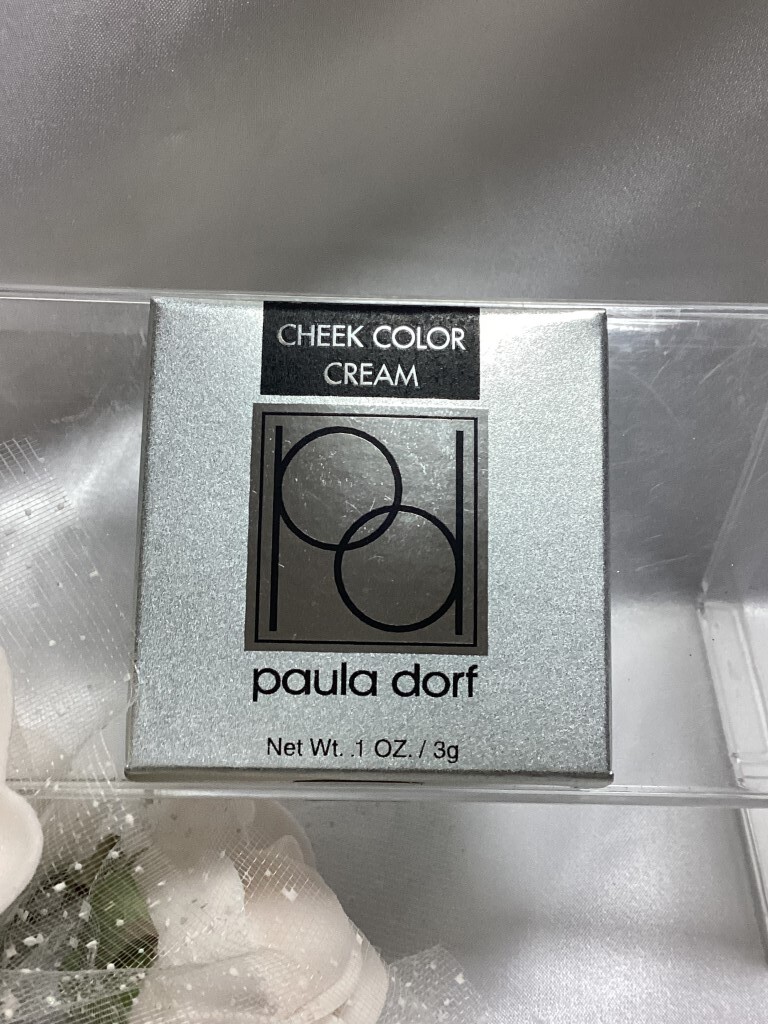 CHEEK COLOR
CREAM
pd
paula dorf
Net Wt. .1 OZ. / 3g